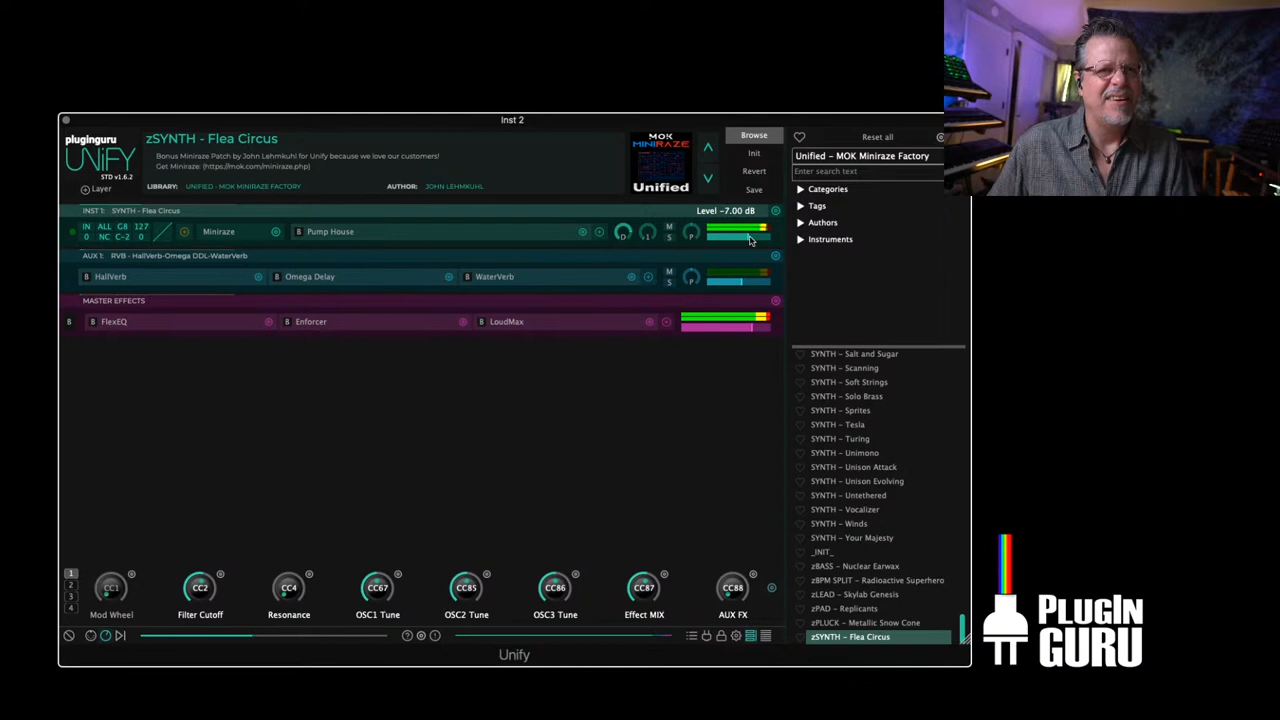 Inst 2
pluginguru
UNIFY
STD v1.6.2
Layer
zSYNTH - Flea Circus
Bonus Miniraze Patch by John Lehmkuhl for Unify because we love our customers!
Get Miniraze: (https://mok.com/miniraze.php)
LIBRARY: UNIFIED - MOK MINIRAZE FACTORY AUTHOR: JOHN LEHMKUHL
MOK
MINIRAZE
Unified
Browse
Init
Revert
Save
Reset all
Unified - MOK Miniraze Factory
Enter search text
Categories
Tags
Authors
Instruments
INST 1: SYNTH - Flea Circus Level -7.00 dB
IN ALL G8 127
0 NC C-2 0
Miniraze
B Pump House
D
1
M
S
P
AUX 1: RVB - HallVerb-Omega DDL-WaterVerb
B HallVerb B Omega Delay B WaterVerb
M
S
P
MASTER EFFECTS
B B FlexEQ B Enforcer B LoudMax
SYNTH - Salt and Sugar
SYNTH - Scanning
SYNTH - Soft Strings
SYNTH - Solo Brass
SYNTH - Sprites
SYNTH - Tesla
SYNTH - Turing
SYNTH - Unimono
SYNTH - Unison Attack
SYNTH - Unison Evolving
SYNTH - Untethered
SYNTH - Vocalizer
SYNTH - Winds
SYNTH - Your Majesty
_INIT_
zBASS - Nuclear Earwax
zBPM SPLIT - Radioactive Superhero
zLEAD - Skylab Genesis
zPAD - Replicants
zPLUCK - Metallic Snow Cone
zSYNTH - Flea Circus
1
2
3
4
CC1 CC2 CC4 CC67 CC85 CC86 CC87 CC88
Mod Wheel Filter Cutoff Resonance OSC1 Tune OSC2 Tune OSC3 Tune Effect MIX AUX FX
Unify
PLUGIN
GURU